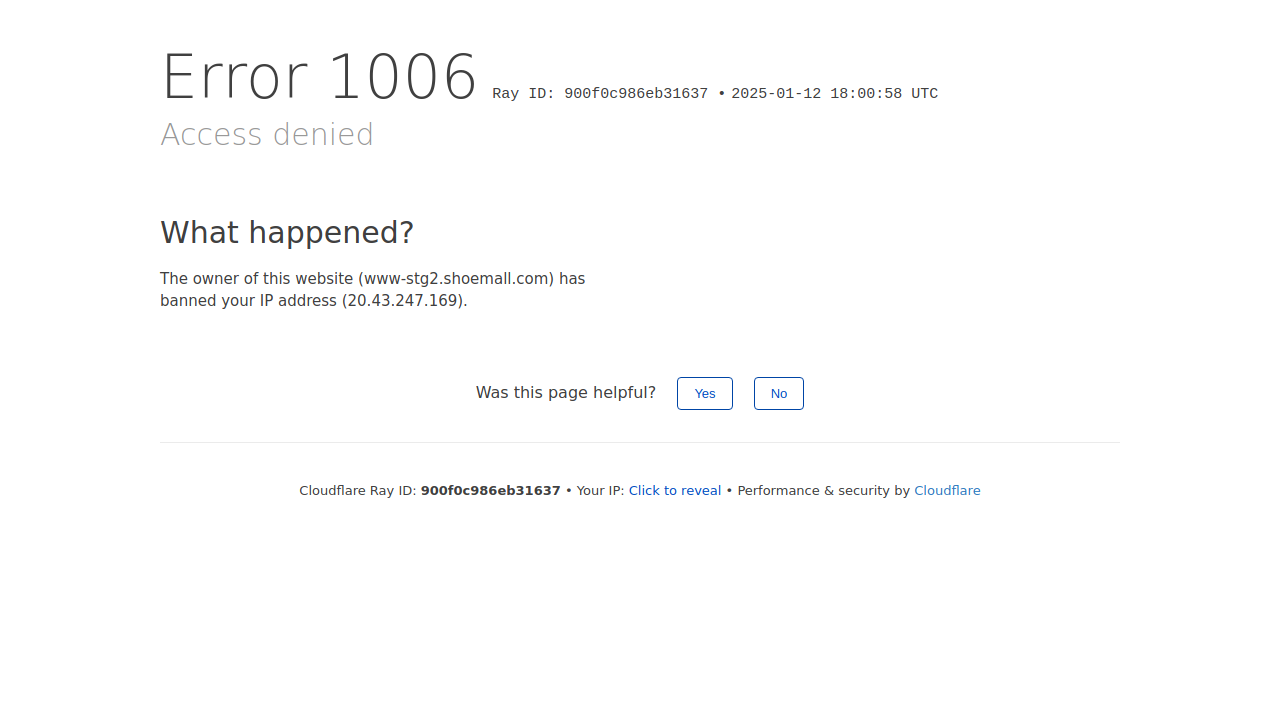 Error 1006 Ray ID: 900f0c986eb31637 • 2025-01-12 18:00:58 UTC
Access denied
What happened?
The owner of this website (www-stg2.shoemall.com) has
banned your IP address (20.43.247.169).
Was this page helpful? Yes No
Cloudflare Ray ID: 900f0c986eb31637 • Your IP: Click to reveal • Performance & security by Cloudflare